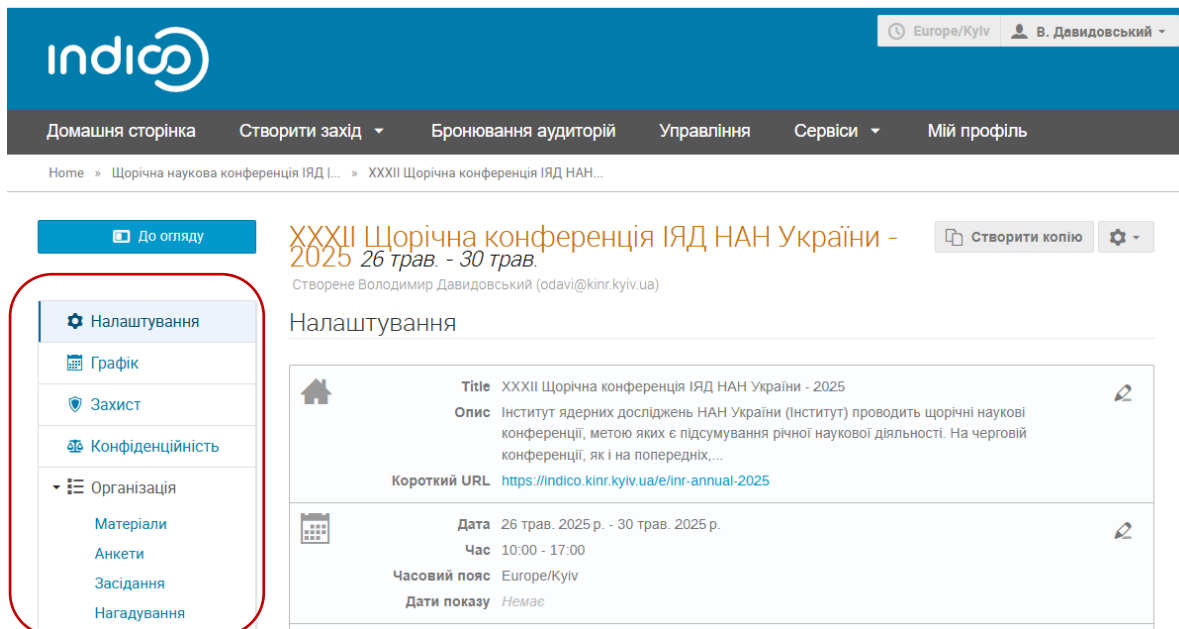 indico
Europe/Kyiv В. Давидовський
Домашня сторінка Створити захід Бронювання аудиторій Управління Сервіси Мій профіль
Home » Щорічна наукова конференція ІЯД |... » XXXII Щорічна конференція ІЯД НАН...
До огляду
XXXII Щорічна конференція ІЯД НАН України -
2025 26 трав. - 30 трав.
Створити копію
Створене Володимир Давидовський (odavi@kinr.kyiv.ua)
Налаштування
Графік
Захист
Конфіденційність
Організація
Матеріали
Анкети
Засідання
Нагадування
Налаштування
Title XXXII Щорічна конференція ІЯД НАН України - 2025
Опис Інститут ядерних досліджень НАН України (Інститут) проводить щорічні наукові
конференції, метою яких є підсумування річної наукової діяльності. На черговій
конференції, як і на попередніх,...
Короткий URL https://indico.kinr.kyiv.ua/e/inr-annual-2025
Дата 26 трав. 2025 р. - 30 трав. 2025 р.
Час 10:00 - 17:00
Часовий пояс Europe/Kyiv
Дати показу Немає